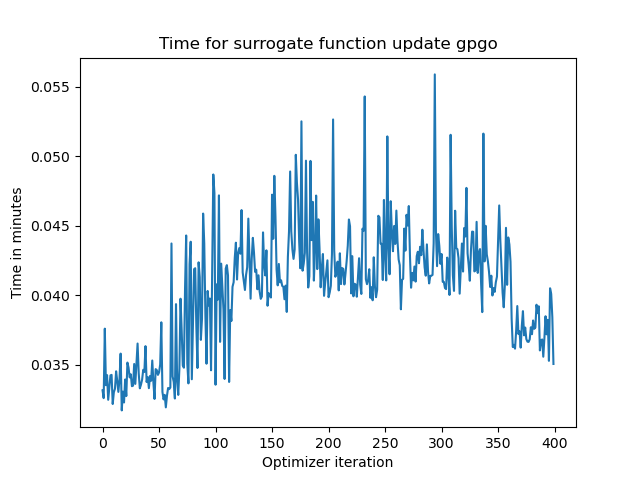 Time for surrogate function update gpgo
0.055
0.050
0.045
0.040
0.035
Time in minutes
0 50 100 150 200 250 300 350 400
Optimizer iteration